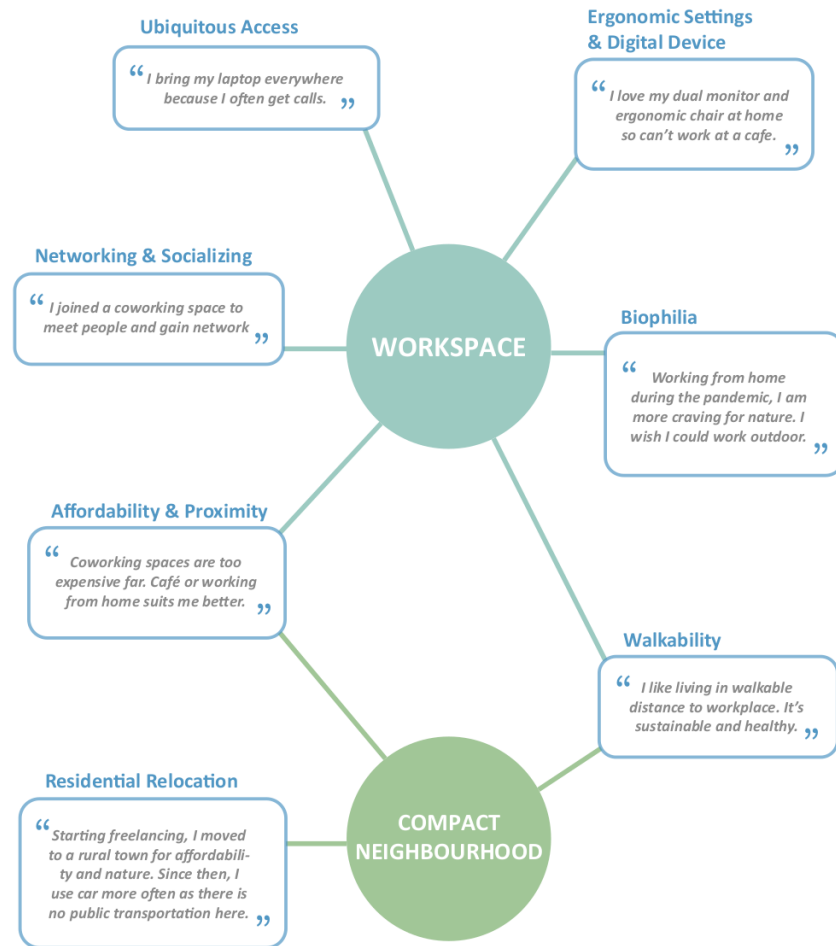 Ubiquitous Access
“ I bring my laptop everywhere
because I often get calls. ”
Ergonomic Settings
& Digital Device
“ I love my dual monitor and
ergonomic chair at home
so can’t work at a cafe. ”
Networking & Socializing
“ I joined a coworking space to
meet people and gain network ”
WORKSPACE
Biophilia
“ Working from home
during the pandemic, I am
more craving for nature. I
wish I could work outdoor. ”
Affordability & Proximity
“ Coworking spaces are too
expensive far. Café or working
from home suits me better. ”
Walkability
“ I like living in walkable
distance to workplace. It’s
sustainable and healthy. ”
Residential Relocation
“ Starting freelancing, I moved
to a rural town for affordabili-
ty and nature. Since then, I
use car more often as there is
no public transportation here. ”
COMPACT
NEIGHBOURHOOD